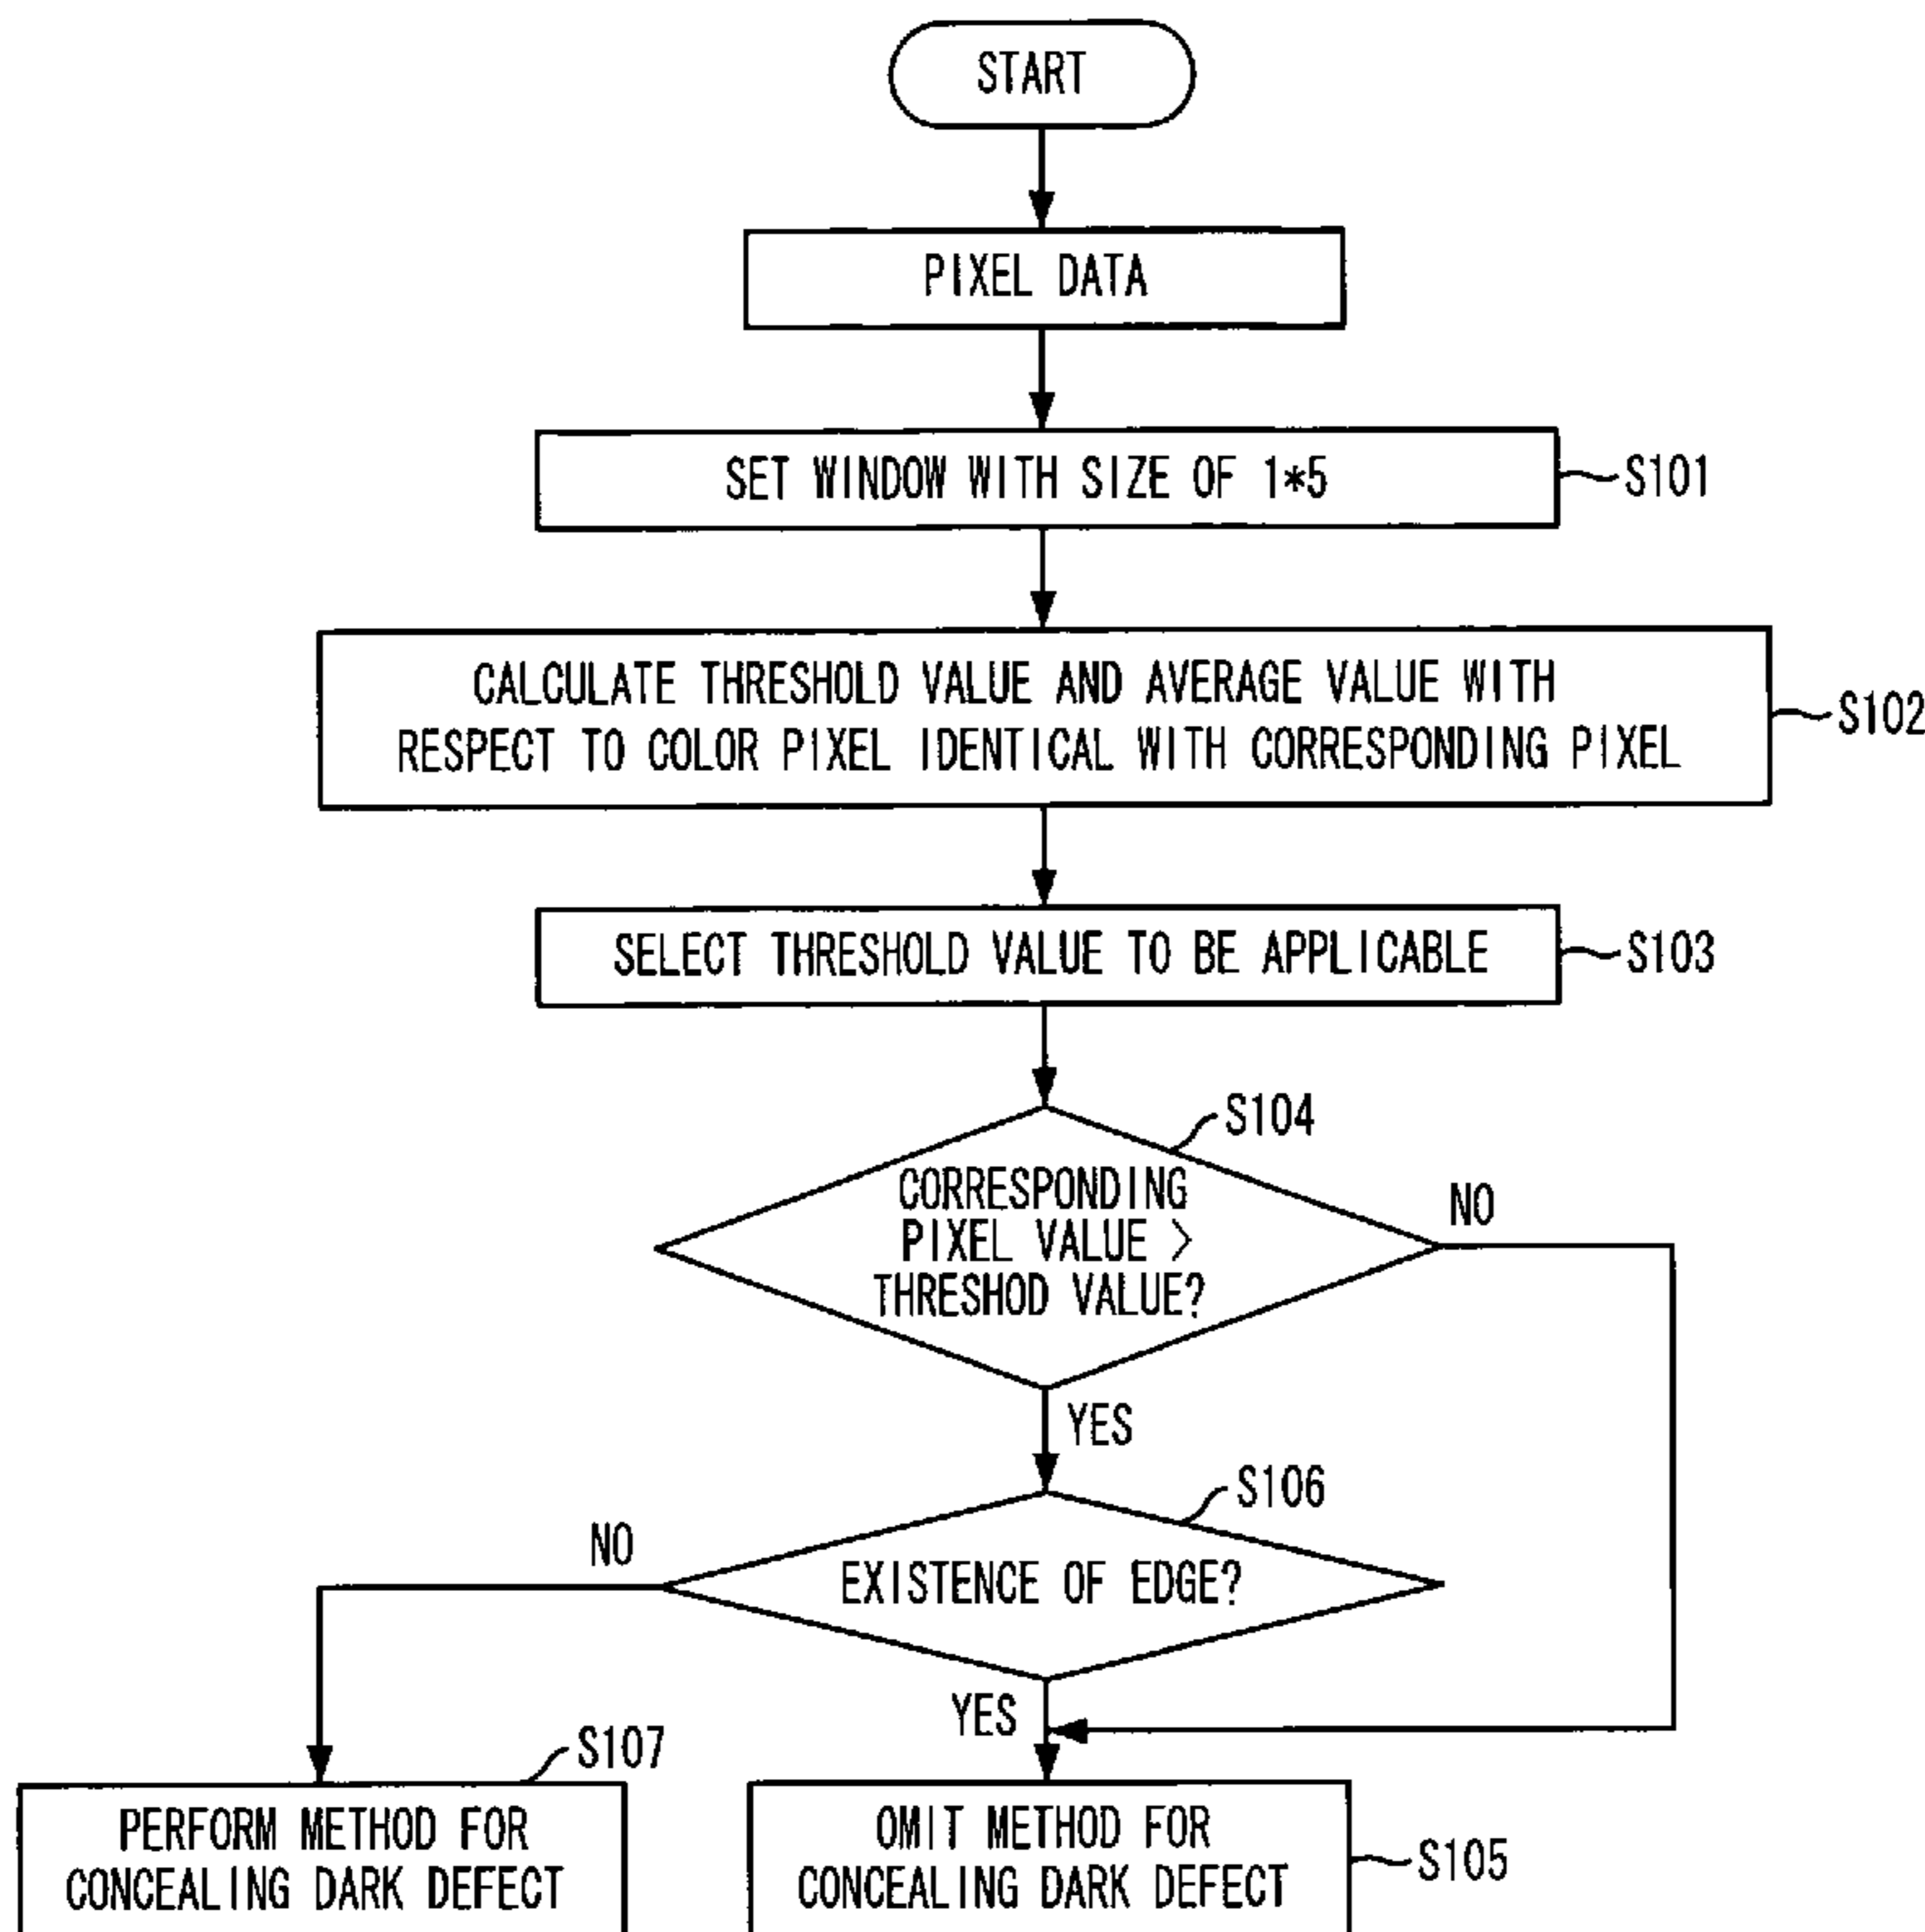 START
PIXEL DATA
SET WINDOW WITH SIZE OF 1*5
S101
CALCULATE THRESHOLD VALUE AND AVERAGE VALUE WITH
RESPECT TO COLOR PIXEL IDENTICAL WITH CORRESPONDING PIXEL
S102
SELECT THRESHOLD VALUE TO BE APPLICABLE
S103
S104
CORRESPONDING
PIXEL VALUE >
THRESHOD VALUE?
NO
YES
S106
NO
EXISTENCE OF EDGE?
YES
S107
PERFORM METHOD FOR
CONCEALING DARK DEFECT
OMIT METHOD FOR
CONCEALING DARK DEFECT
S105